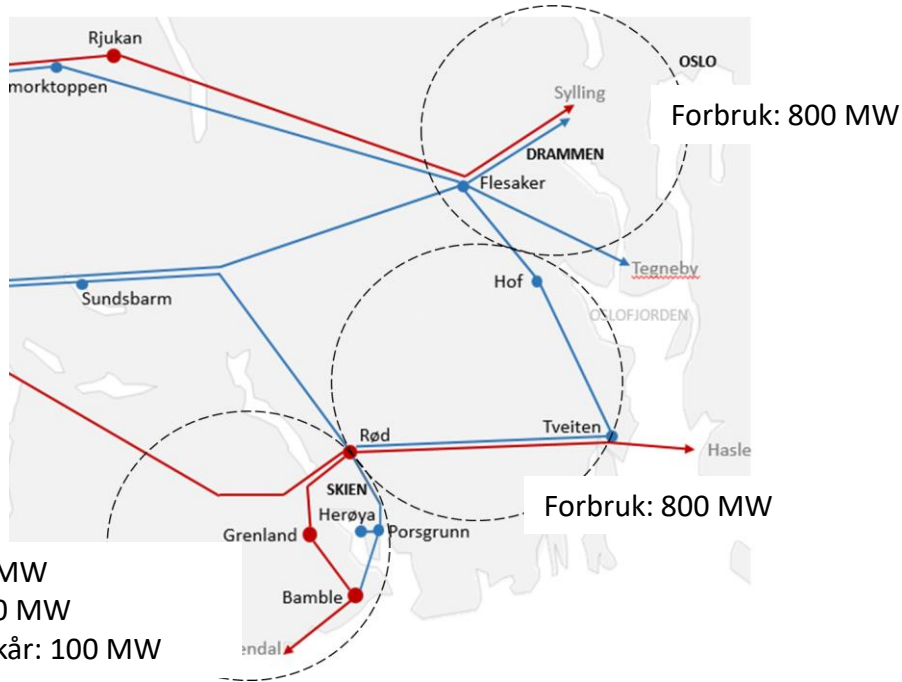 Rjukan
OSLO
morktoppen
Sylling
Forbruk: 800 MW
DRAMMEN
Flesaker
Tegneby
Hof
Sundsbarm
OSLOFJORDEN
Rød
Tveiten
Hasle
SKIEN
Herøya
Forbruk: 800 MW
Grenland
Porsgrunn
MW
0 MW
Bamble
kår: 100 MW
endal